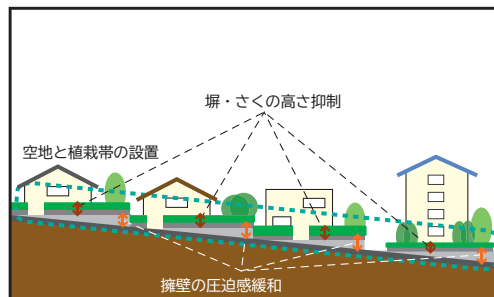 塀・さくの高さ抑制
空地と植栽帯の設置
擁壁の圧迫感緩和